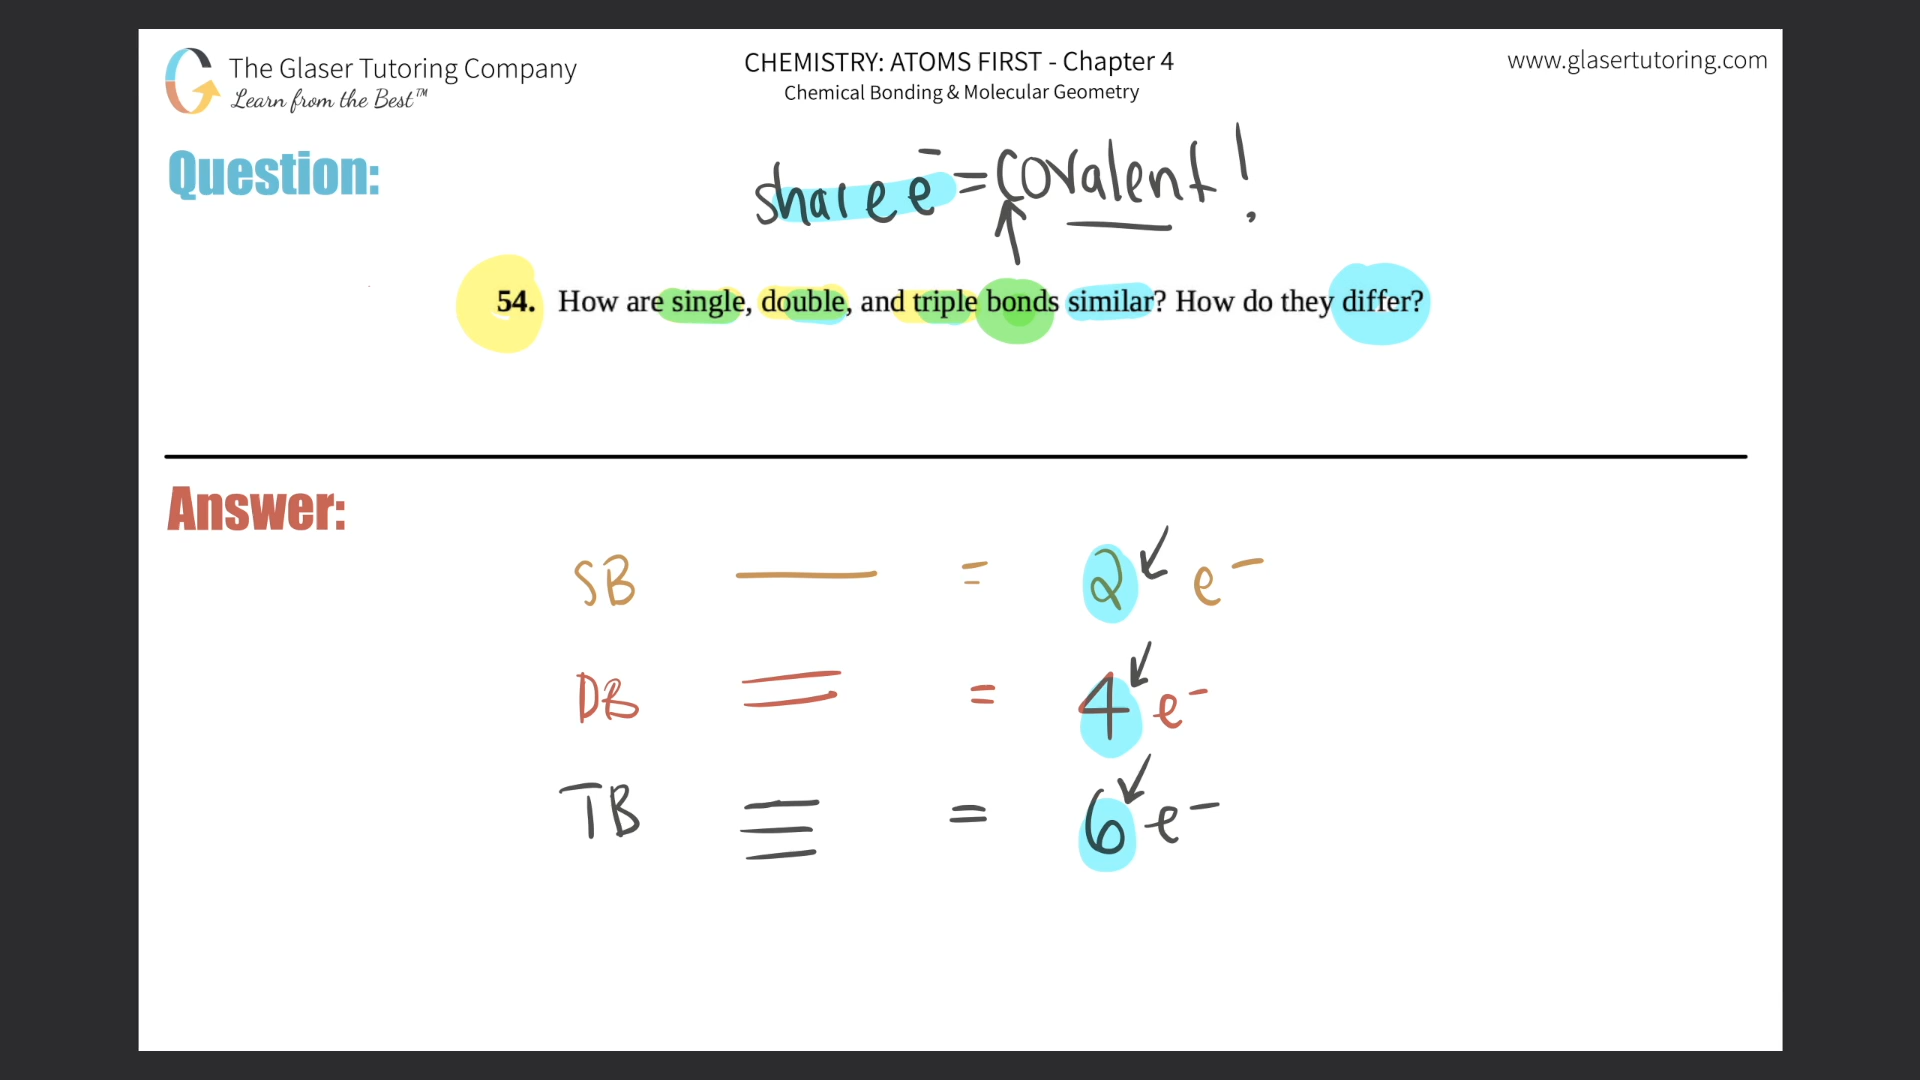 The Glaser Tutoring Company
Learn from the Best™
CHEMISTRY: ATOMS FIRST - Chapter 4
Chemical Bonding & Molecular Geometry
www.glasertutoring.com
Question:
share e⁻ = covalent!
54. How are single, double, and triple bonds similar? How do they differ?
Answer:
SB — = 2 e⁻
DB = = 4 e⁻
TB ≡ = 6 e⁻